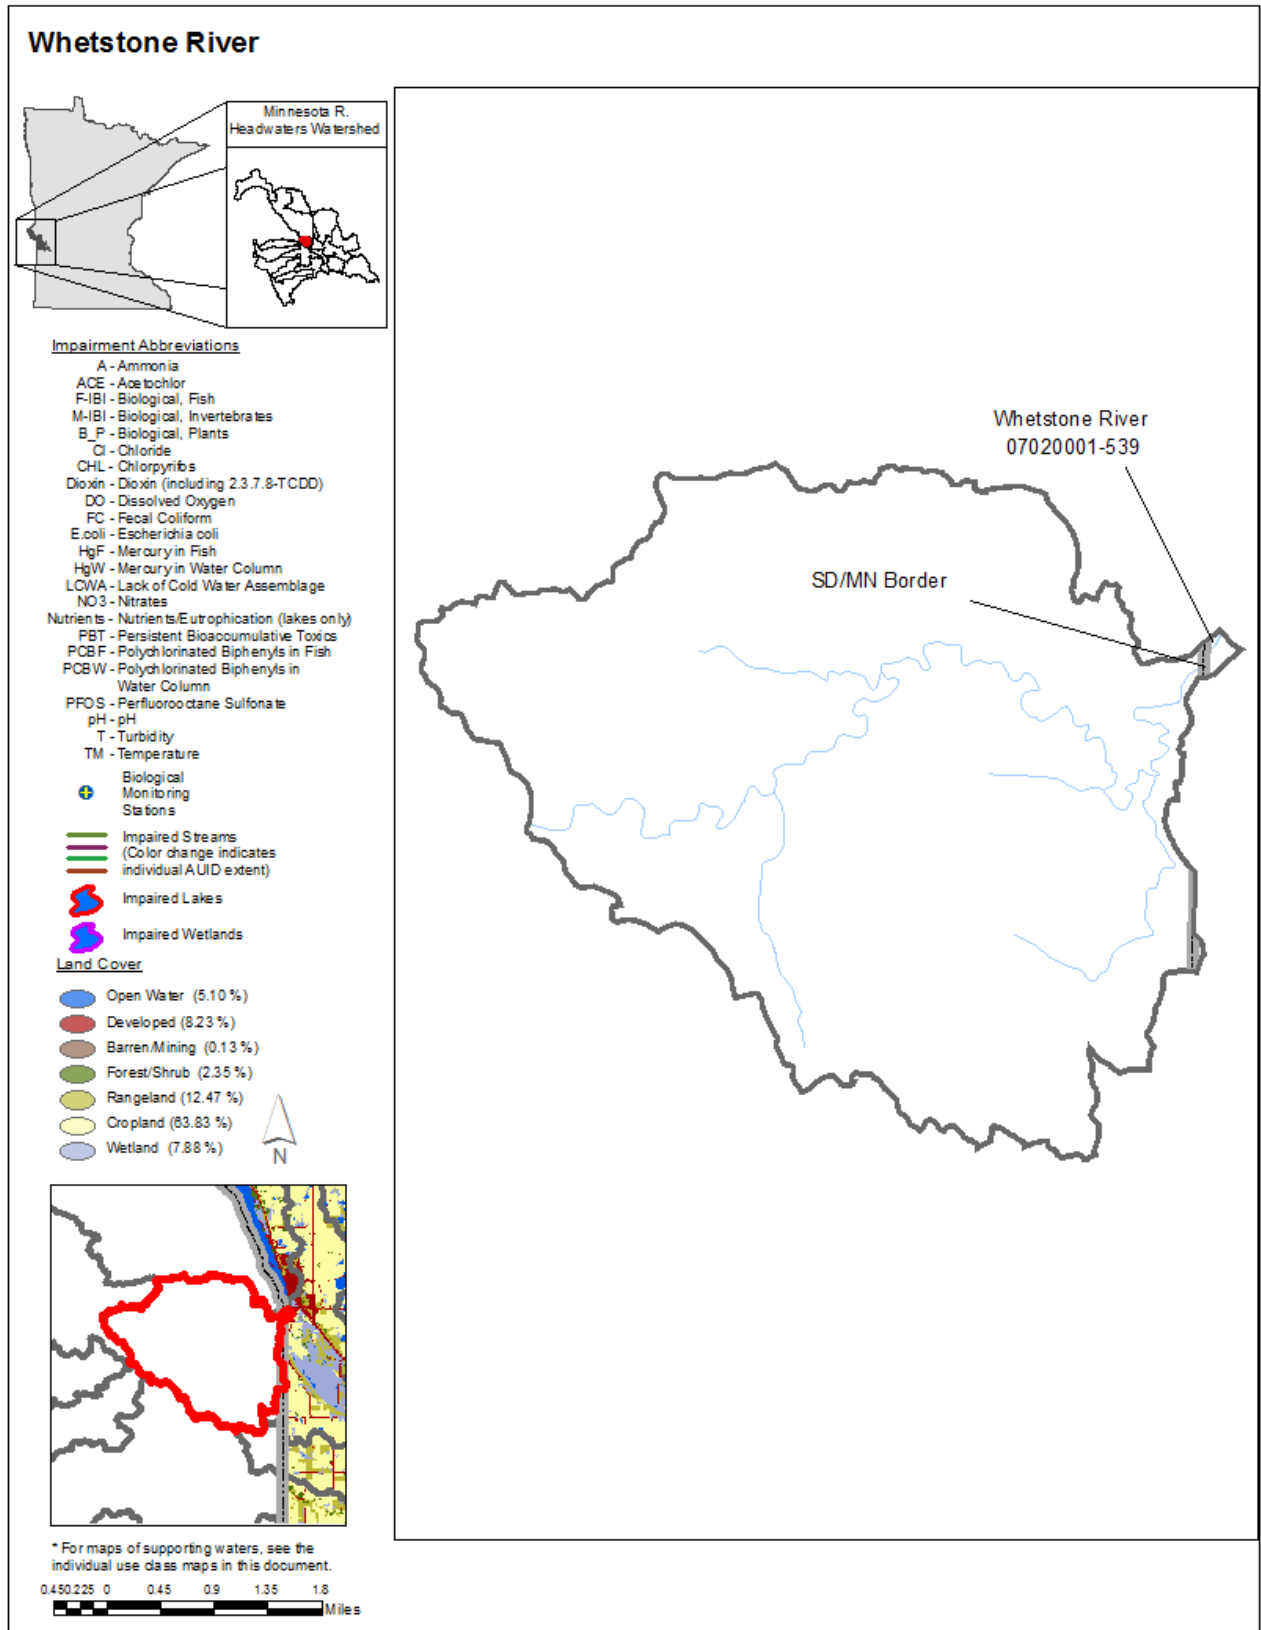 Whetstone River
Minnesota R.
Headwaters Watershed
Impairment Abbreviations
A - Ammonia
ACE - Acetochlor
F-IBI - Biological, Fish
M-IBI - Biological, Invertebrates
B_P - Biological, Plants
Cl - Chloride
CHL - Chlorpyrifos
Dioxin - Dioxin (including 2.3.7.8-TCDD)
DO - Dissolved Oxygen
FC - Fecal Coliform
E.coli - Escherichia coli
HgF - Mercury in Fish
HgW - Mercury in Water Column
LCWA - Lack of Cold Water Assemblage
NO3 - Nitrates
Nutrients - Nutrients/Eutrophication (lakes only)
PBT - Persistent Bioaccumulative Toxics
PCBF - Polychlorinated Biphenyls in Fish
PCBW - Polychlorinated Biphenyls in
Water Column
PFOS - Perfluorooctane Sulfonate
pH - pH
T - Turbidity
TM - Temperature
Biological
Monitoring
Stations
Impaired Streams
(Color change indicates
individual AUID extent)
Impaired Lakes
Impaired Wetlands
Land Cover
Open Water (5.10 %)
Developed (8.23 %)
Barren/Mining (0.13 %)
Forest/Shrub (2.35 %)
Rangeland (12.47 %)
Cropland (63.83 %)
Wetland (7.88 %)
N
* For maps of supporting waters, see the
individual use class maps in this document.
0.45 0.225 0 0.45 0.9 1.35 1.8
Miles
Whetstone River
07020001-539
SD/MN Border